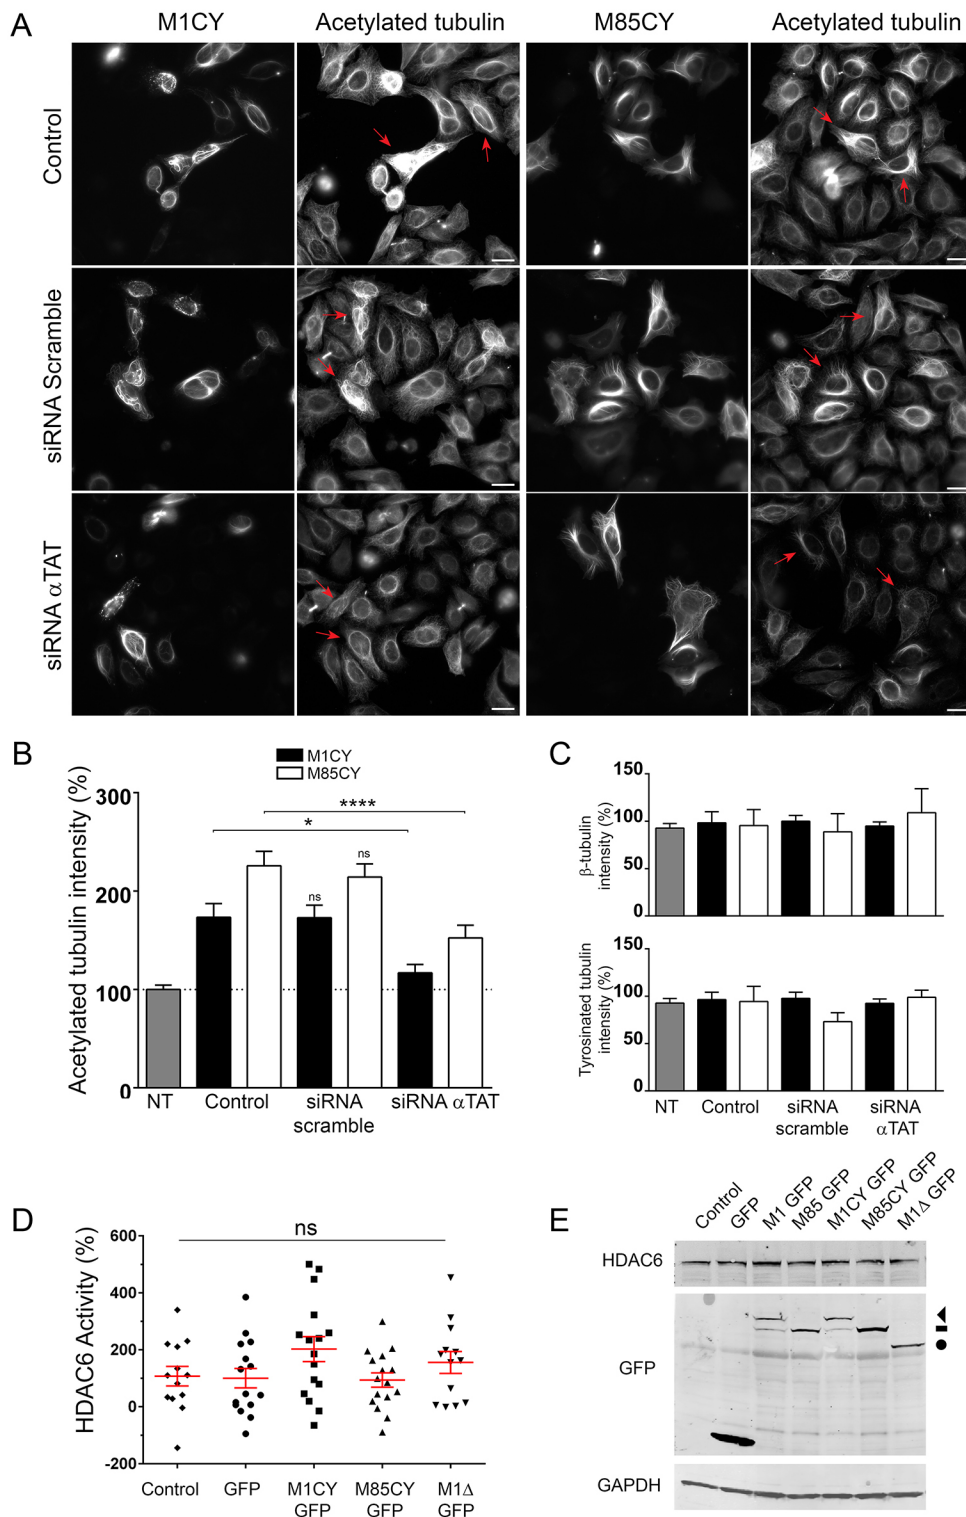 A
M1CY
Acetylated tubulin
M85CY
Acetylated tubulin
Control
siRNA Scramble
siRNA αTAT
B
M1CY
M85CY
Acetylated tubulin intensity (%)
300
200
100
0
****
*
ns
ns
NT
Control
siRNA scramble
siRNA αTAT
C
β-tubulin intensity (%)
150
100
50
0
Tyrosinated tubulin intensity (%)
150
100
50
0
NT
Control
siRNA scramble
siRNA αTAT
D
HDAC6 Activity (%)
600
400
200
0
-200
ns
Control
GFP
M1CY GFP
M85CY GFP
M1Δ GFP
E
Control
GFP
M1 GFP
M85 GFP
M1CY GFP
M85CY GFP
M1Δ GFP
HDAC6
GFP
GAPDH